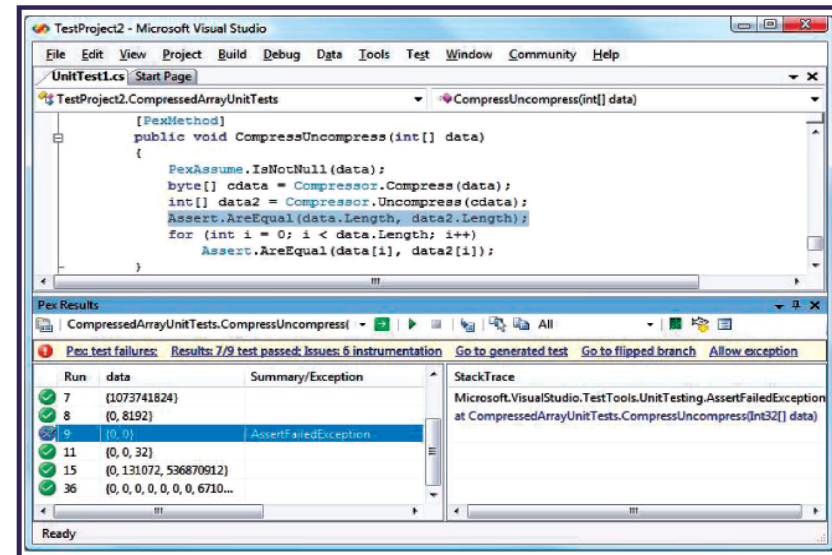 TestProject2 - Microsoft Visual Studio
File Edit View Project Build Debug Data Tools Test Window Community Help
UnitTest1.cs Start Page
TestProject2.CompressedArrayUnitTests CompressUncompress(int[] data)
[PexMethod]
public void CompressUncompress(int[] data)
{
PexAssume.IsNotNull(data);
byte[] cdata = Compressor.Compress(data);
int[] data2 = Compressor.Uncompress(cdata);
Assert.AreEqual(data.Length, data2.Length);
for (int i = 0; i < data.Length; i++)
Assert.AreEqual(data[i], data2[i]);
}
Pex Results
CompressedArrayUnitTests.CompressUncompress( All
Pex: test failures; Results: 7/9 test passed; Issues: 6 instrumentation Go to generated test Go to flipped branch Allow exception
Run data Summary/Exception StackTrace
7 {1073741824} Microsoft.VisualStudio.TestTools.UnitTesting.AssertFailedException
8 {0, 8192} at CompressedArrayUnitTests.CompressUncompress(Int32[] data)
9 {0, 0} AssertFailedException
11 {0, 0, 32}
15 {0, 131072, 536870912}
36 {0, 0, 0, 0, 0, 0, 6710...
Ready